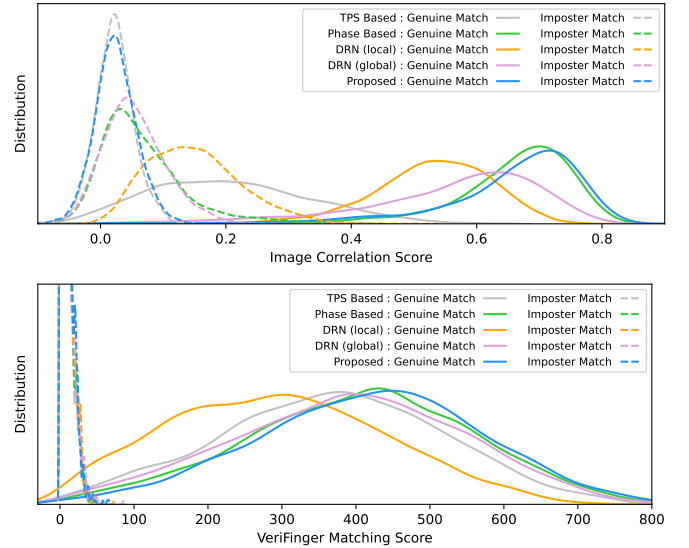 TPS Based : Genuine Match Imposter Match
Phase Based : Genuine Match Imposter Match
DRN (local) : Genuine Match Imposter Match
DRN (global) : Genuine Match Imposter Match
Proposed : Genuine Match Imposter Match
Distribution
0.0 0.2 0.4 0.6 0.8
Image Correlation Score
TPS Based : Genuine Match Imposter Match
Phase Based : Genuine Match Imposter Match
DRN (local) : Genuine Match Imposter Match
DRN (global) : Genuine Match Imposter Match
Proposed : Genuine Match Imposter Match
Distribution
0 100 200 300 400 500 600 700 800
VeriFinger Matching Score